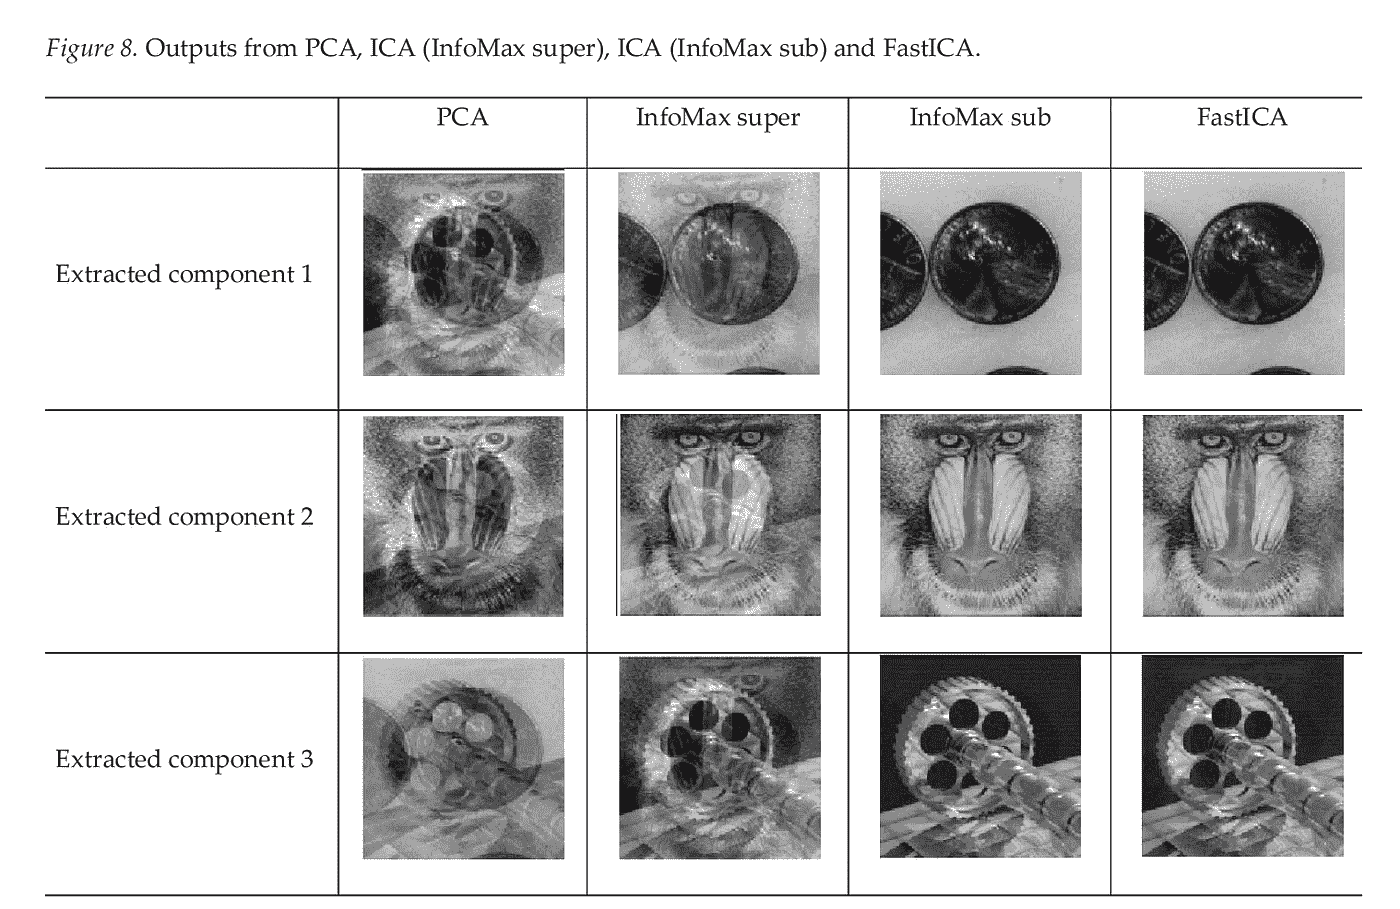 Figure 8. Outputs from PCA, ICA (InfoMax super), ICA (InfoMax sub) and FastICA.
PCA InfoMax super InfoMax sub FastICA
Extracted component 1
Extracted component 2
Extracted component 3